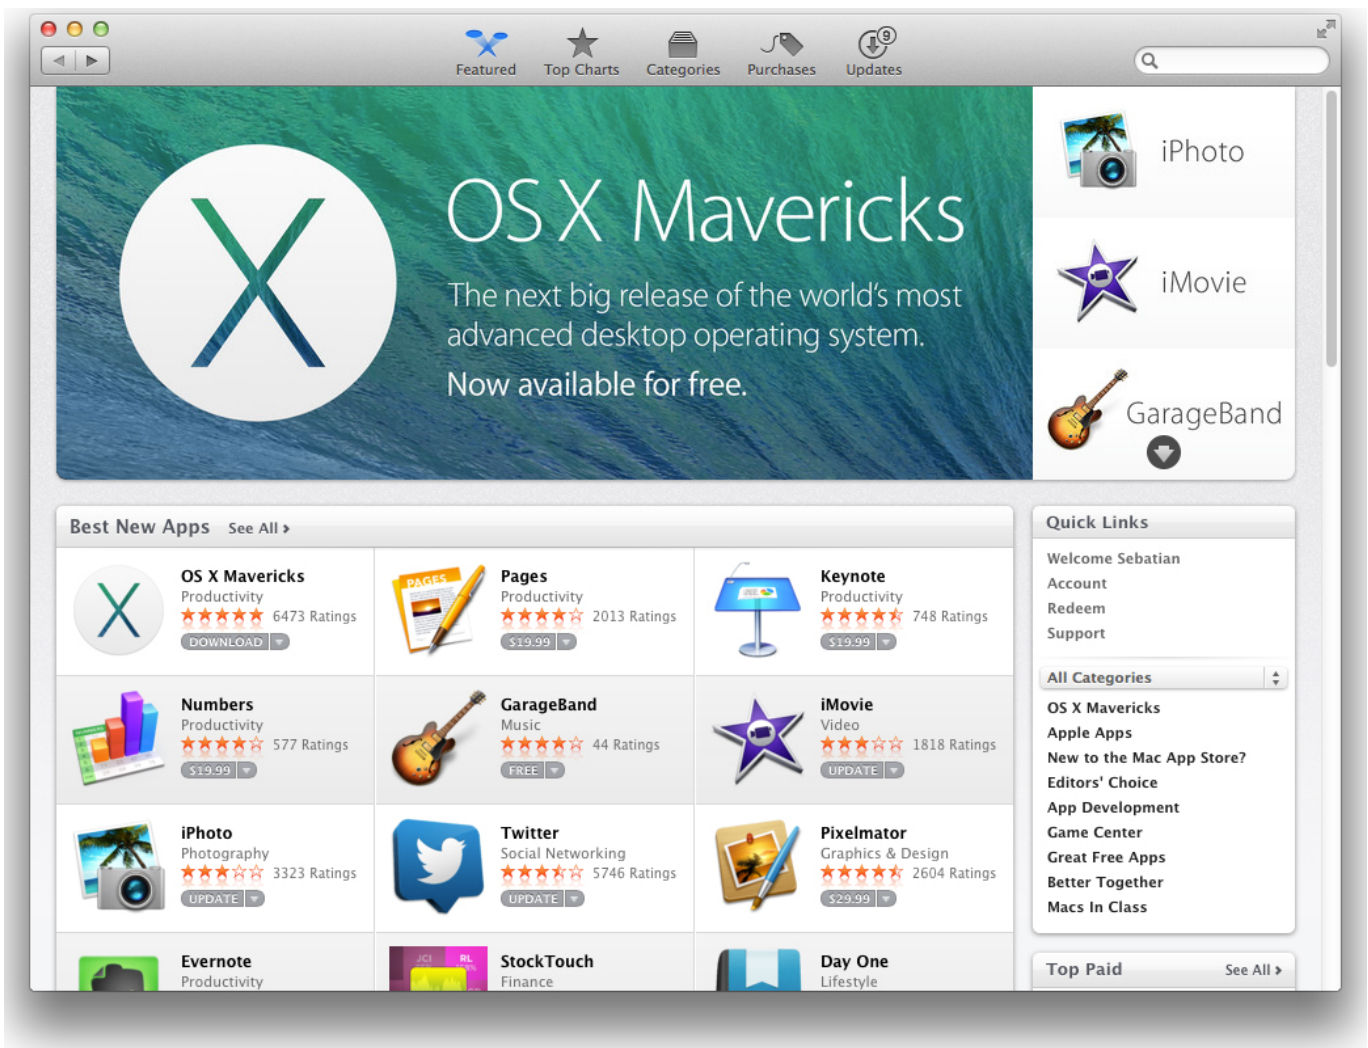 Featured
Top Charts
Categories
Purchases
9
Updates
OS X Mavericks
The next big release of the world's most
advanced desktop operating system.
Now available for free.
iPhoto
iMovie
GarageBand
Best New Apps See All ›
OS X Mavericks
Productivity
6473 Ratings
DOWNLOAD
PAGES
Pages
Productivity
2013 Ratings
$19.99
Keynote
Productivity
748 Ratings
$19.99
NUMBERS
Numbers
Productivity
577 Ratings
$19.99
GarageBand
Music
44 Ratings
FREE
iMovie
Video
1818 Ratings
UPDATE
iPhoto
Photography
3323 Ratings
UPDATE
Twitter
Social Networking
5746 Ratings
UPDATE
Pixelmator
Graphics & Design
2604 Ratings
$29.99
Evernote
Productivity
JCI RL
StockTouch
Finance
Day One
Lifestyle
Quick Links
Welcome Sebatian
Account
Redeem
Support
All Categories
OS X Mavericks
Apple Apps
New to the Mac App Store?
Editors' Choice
App Development
Game Center
Great Free Apps
Better Together
Macs In Class
Top Paid See All ›